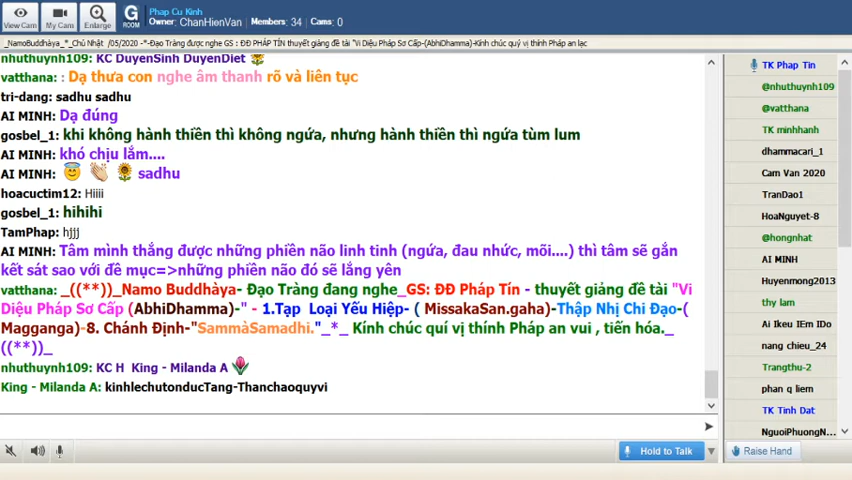 View Cam
My Cam
Enlarge
G
ROOM
Phap Cu Kinh
Owner: ChanHienVan Members: 34 Cams: 0
_NamoBuddhàya_*_Chủ Nhật /05/2020 -*-Đạo Tràng được nghe GS : ĐĐ PHÁP TÍN thuyết giảng đề tài "Vi Diệu Pháp Sơ Cấp-(AbhiDhamma)-Kính chúc quý vị thính Pháp an lạc
nhuthuynh109: KC DuyenSinh DuyenDiet
vatthana: : Dạ thưa con nghe âm thanh rõ và liên tục
tri-dang: sadhu sadhu
AI MINH: Dạ đúng
gosbel_1: khi không hành thiền thì không ngứa, nhưng hành thiền thì ngứa tùm lum
AI MINH: khó chịu lắm....
AI MINH: sadhu
hoacuctim12: Hiiii
gosbel_1: hihihi
TamPhap: hjjj
AI MINH: Tâm mình thắng được những phiền não linh tinh (ngứa, đau nhức, mõi....) thì tâm sẽ gắn
kết sát sao với đề mục=>những phiền não đó sẽ lắng yên
vatthana: _((**))_Namo Buddhàya- Đạo Tràng đang nghe_GS: ĐĐ Pháp Tín - thuyết giảng đề tài "Vi
Diệu Pháp Sơ Cấp (AbhiDhamma)-" - 1.Tạp Loại Yếu Hiệp- ( MissakaSan.gaha)-Thập Nhị Chi Đạo-(
Magganga)-8. Chánh Định-"SammàSamadhi."_*_ Kính chúc quí vị thính Pháp an vui , tiến hóa._
((**))_
nhuthuynh109: KC H King - Milanda A
King - Milanda A: kinhlechutonducTang-Thanchaoquyvi
Hold to Talk
TK Phap Tin
@nhuthuynh109
@vatthana
TK minhhanh
dhammacari_1
Cam Van 2020
TranDao1
HoaNguyet-8
@hongnhat
AI MINH
Huyenmong2013
thy lam
Ai Ikeu IEm IDo
nang chieu_24
Trangthu-2
phan q liem
TK Tinh Dat
NguoiPhuongN...
Raise Hand